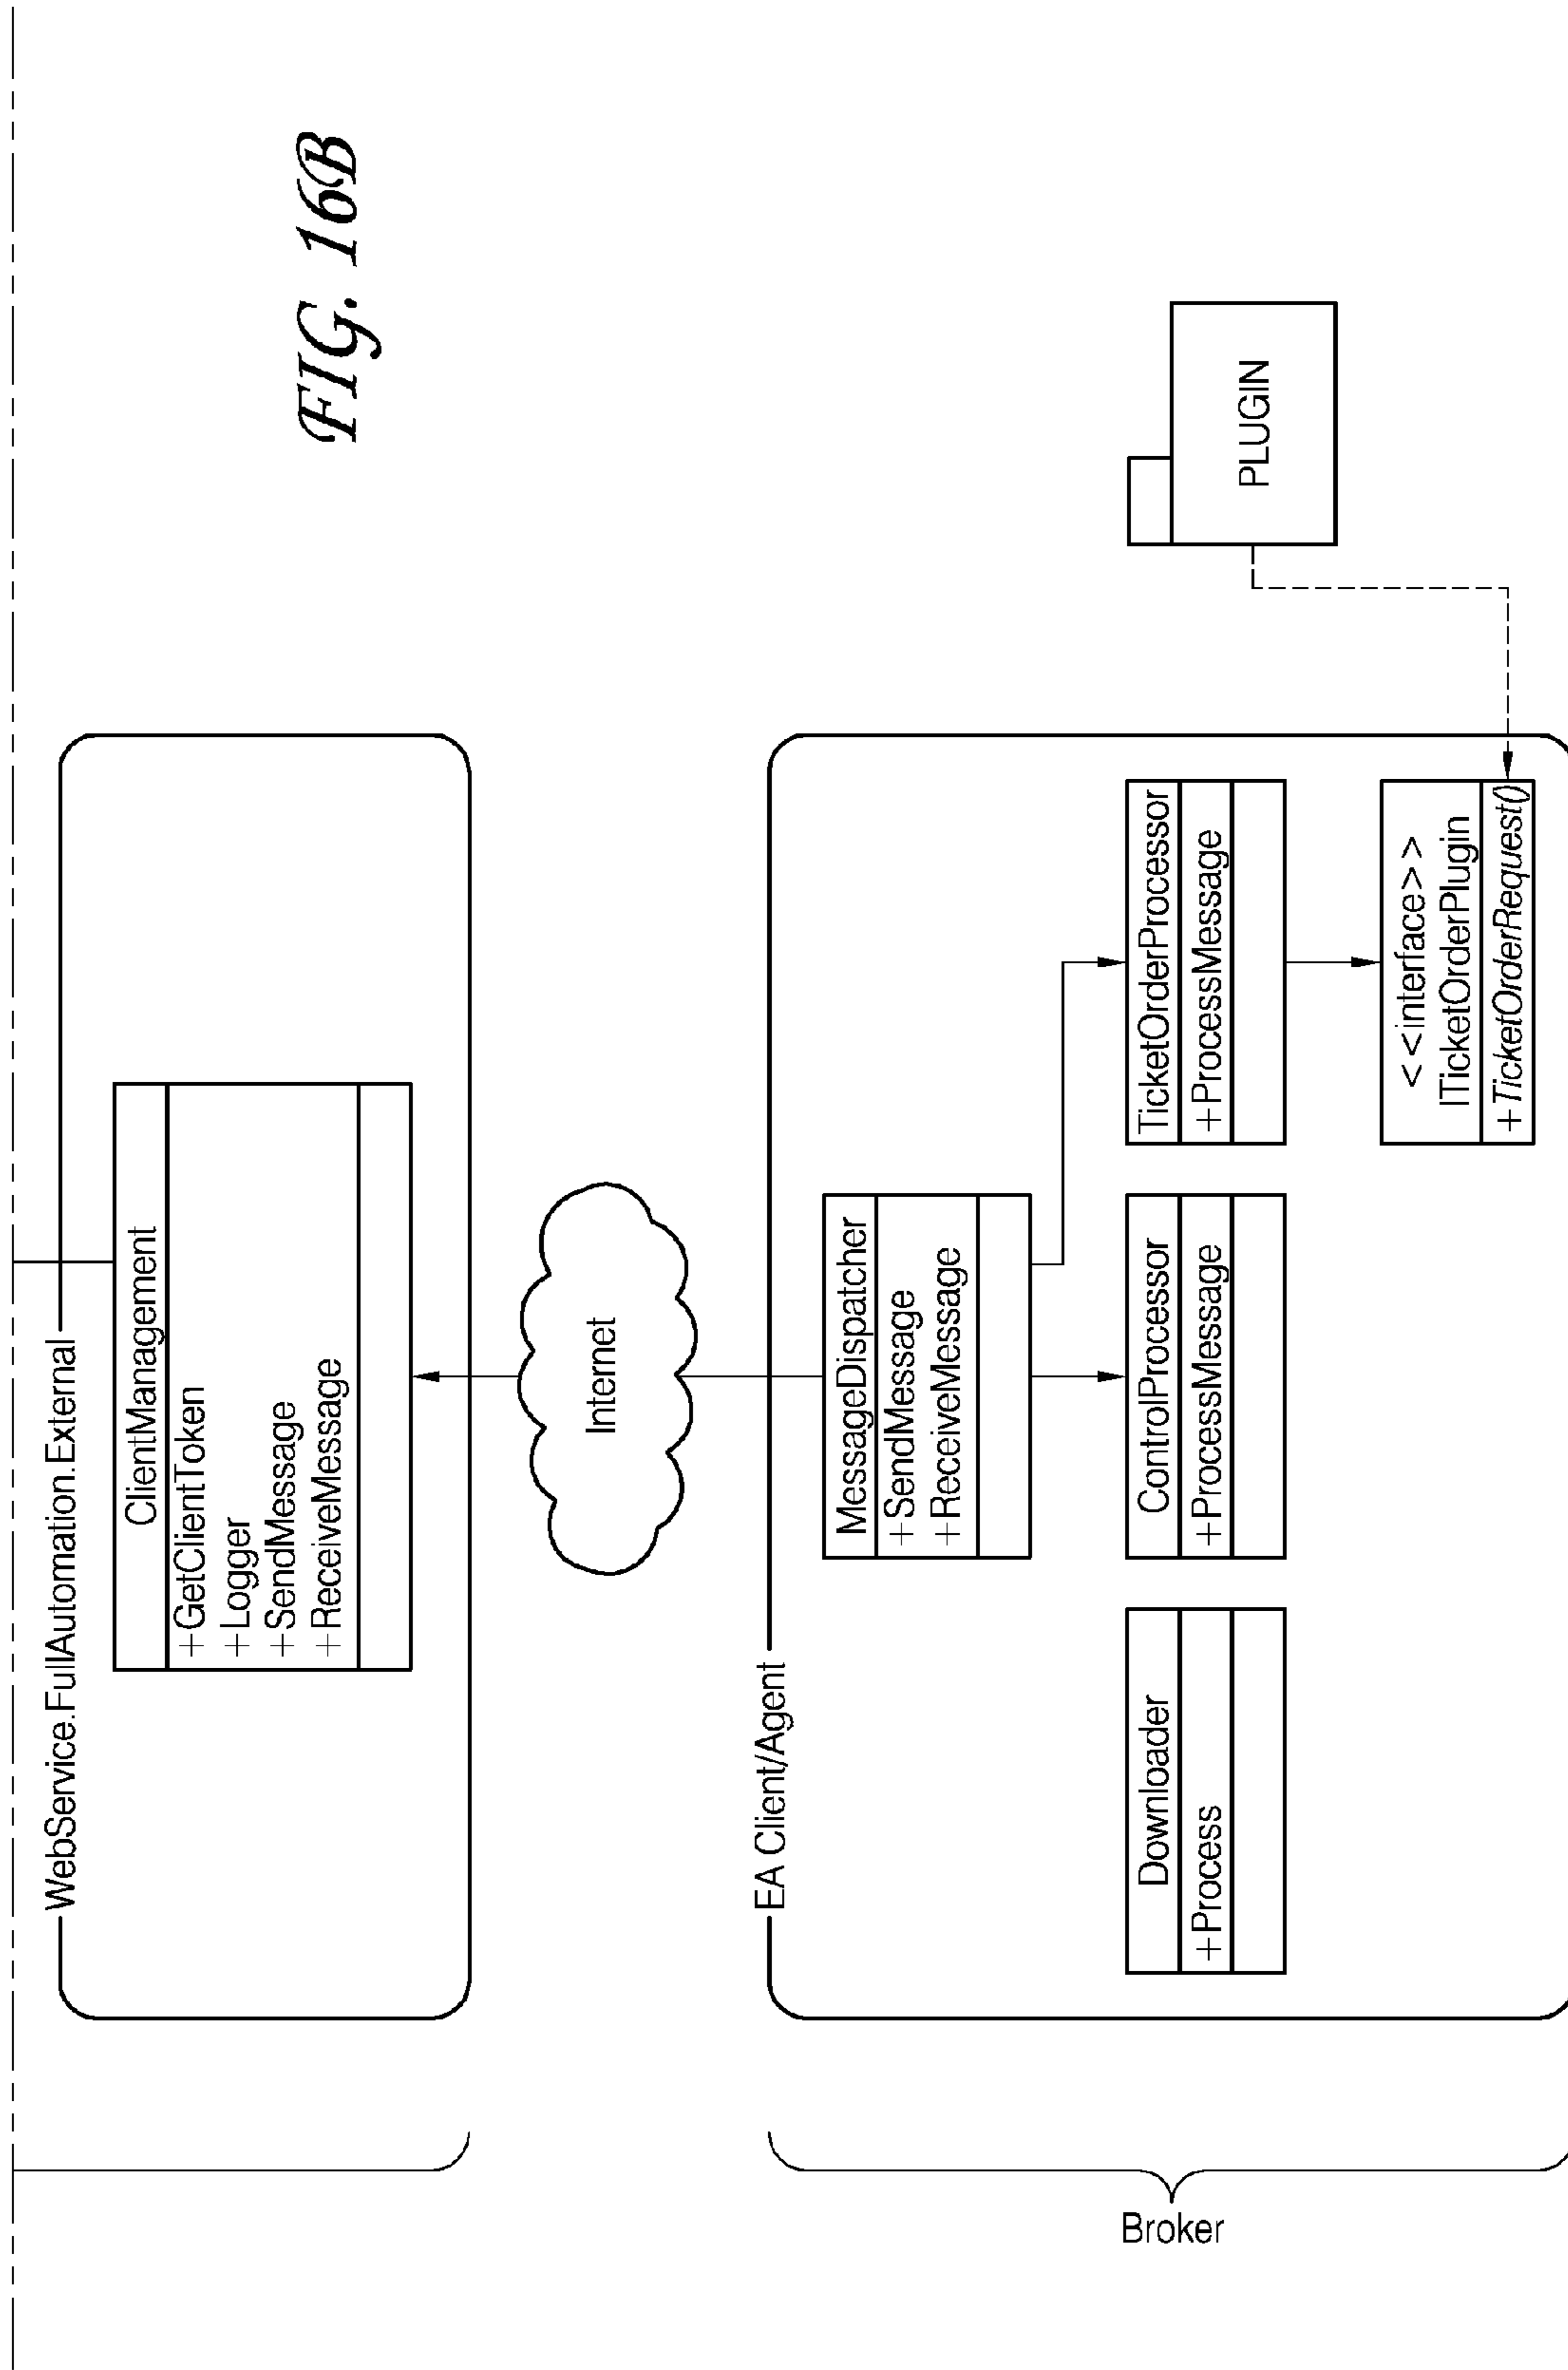 FIG. 16B
WebService.FullAutomation.External
ClientManagement
+GetClientToken
+Logger
+SendMessage
+ReceiveMessage
Internet
Broker
EA Client/Agent
MessageDispatcher
+SendMessage
+ReceiveMessage
Downloader
+Process
ControlProcessor
+ProcessMessage
TicketOrderProcessor
+ProcessMessage
<<interface>>
ITicketOrderPlugin
+TicketOrderRequest()
PLUGIN